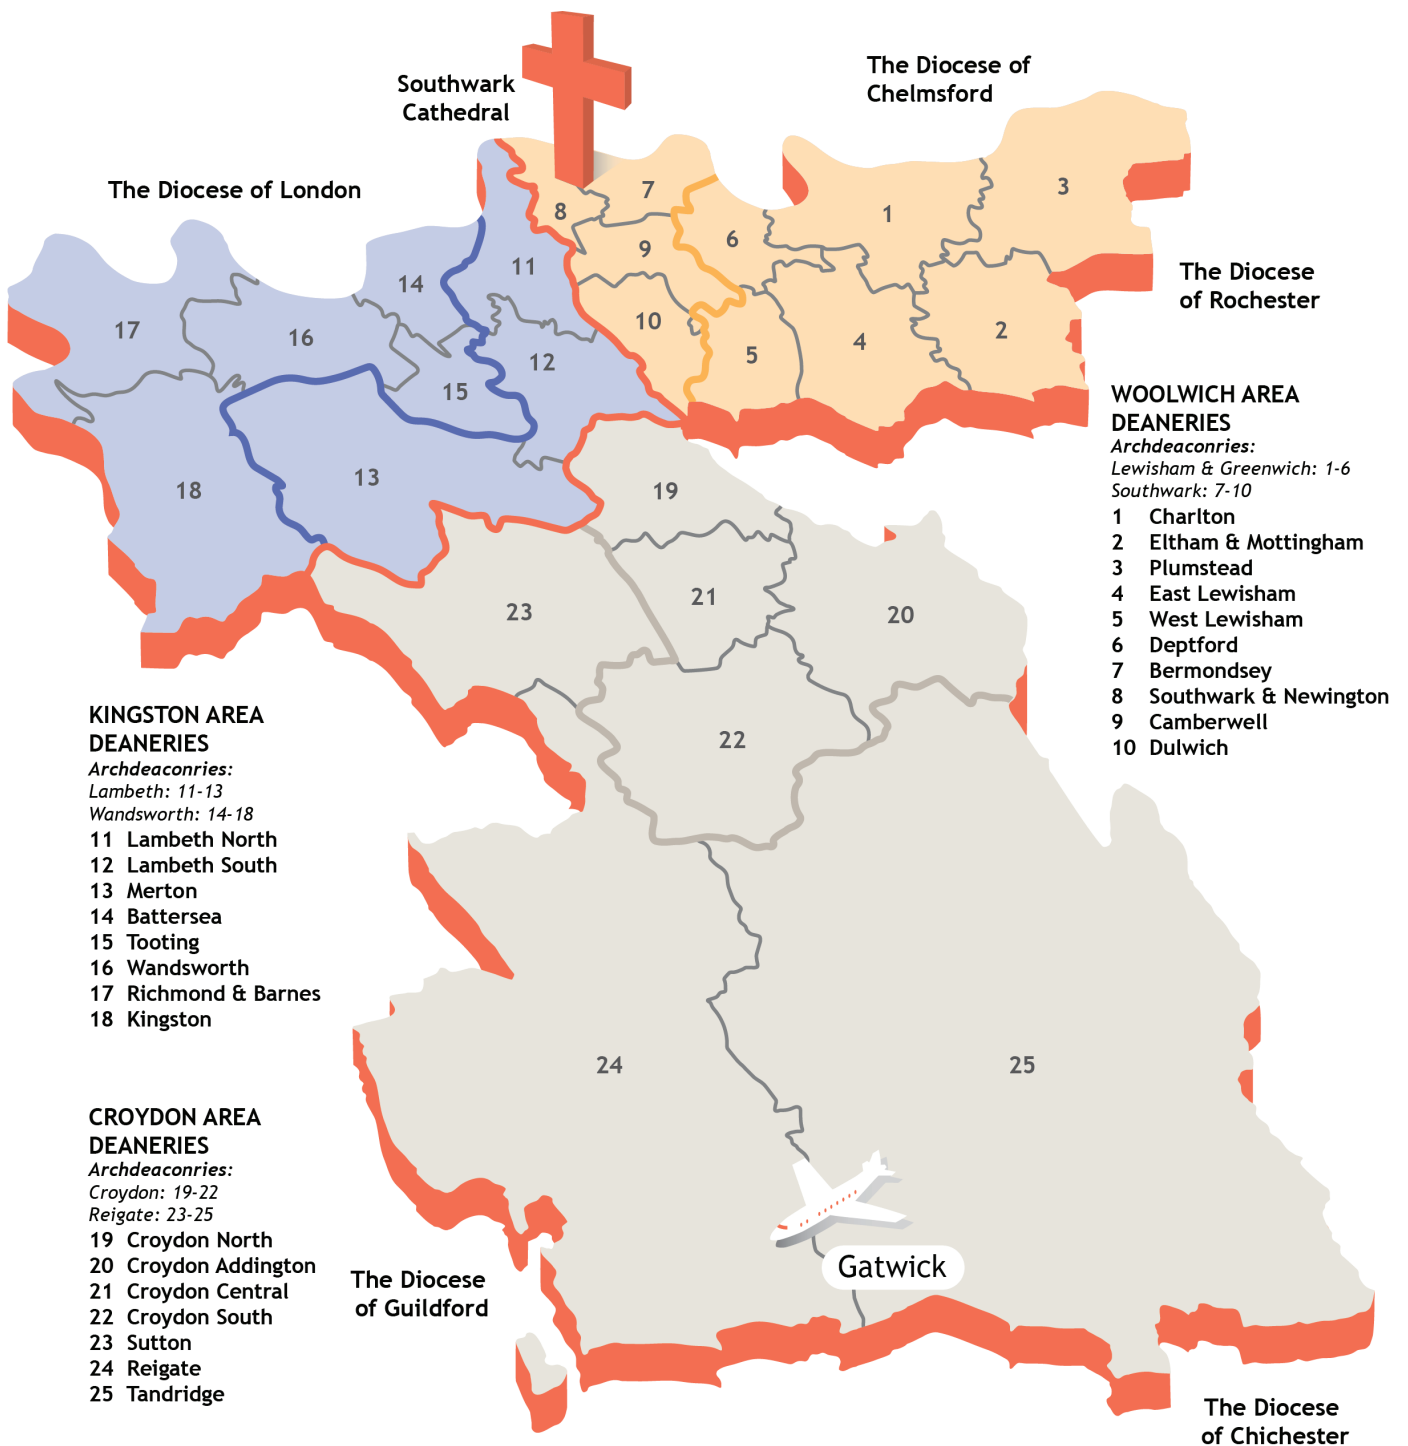 Southwark
Cathedral
The Diocese of
Chelmsford
The Diocese of London
The Diocese
of Rochester
1
2
3
4
5
6
7
8
9
10
11
12
13
14
15
16
17
18
19
20
21
22
23
24
25
Gatwick
WOOLWICH AREA
DEANERIES
Archdeaconries:
Lewisham & Greenwich: 1-6
Southwark: 7-10
1 Charlton
2 Eltham & Mottingham
3 Plumstead
4 East Lewisham
5 West Lewisham
6 Deptford
7 Bermondsey
8 Southwark & Newington
9 Camberwell
10 Dulwich
KINGSTON AREA
DEANERIES
Archdeaconries:
Lambeth: 11-13
Wandsworth: 14-18
11 Lambeth North
12 Lambeth South
13 Merton
14 Battersea
15 Tooting
16 Wandsworth
17 Richmond & Barnes
18 Kingston
CROYDON AREA
DEANERIES
Archdeaconries:
Croydon: 19-22
Reigate: 23-25
19 Croydon North
20 Croydon Addington
21 Croydon Central
22 Croydon South
23 Sutton
24 Reigate
25 Tandridge
The Diocese
of Guildford
The Diocese
of Chichester